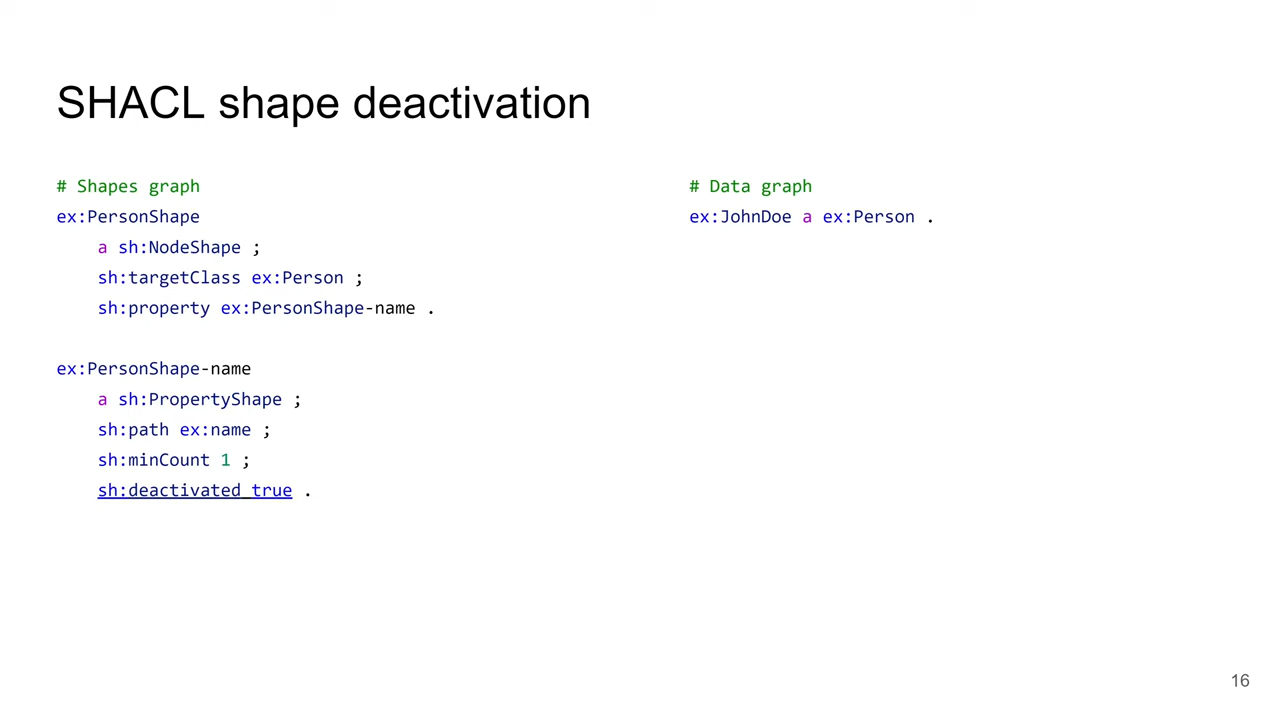 SHACL shape deactivation
# Shapes graph
ex:PersonShape
    a sh:NodeShape ;
    sh:targetClass ex:Person ;
    sh:property ex:PersonShape-name .

ex:PersonShape-name
    a sh:PropertyShape ;
    sh:path ex:name ;
    sh:minCount 1 ;
    sh:deactivated true .
# Data graph
ex:JohnDoe a ex:Person .
16